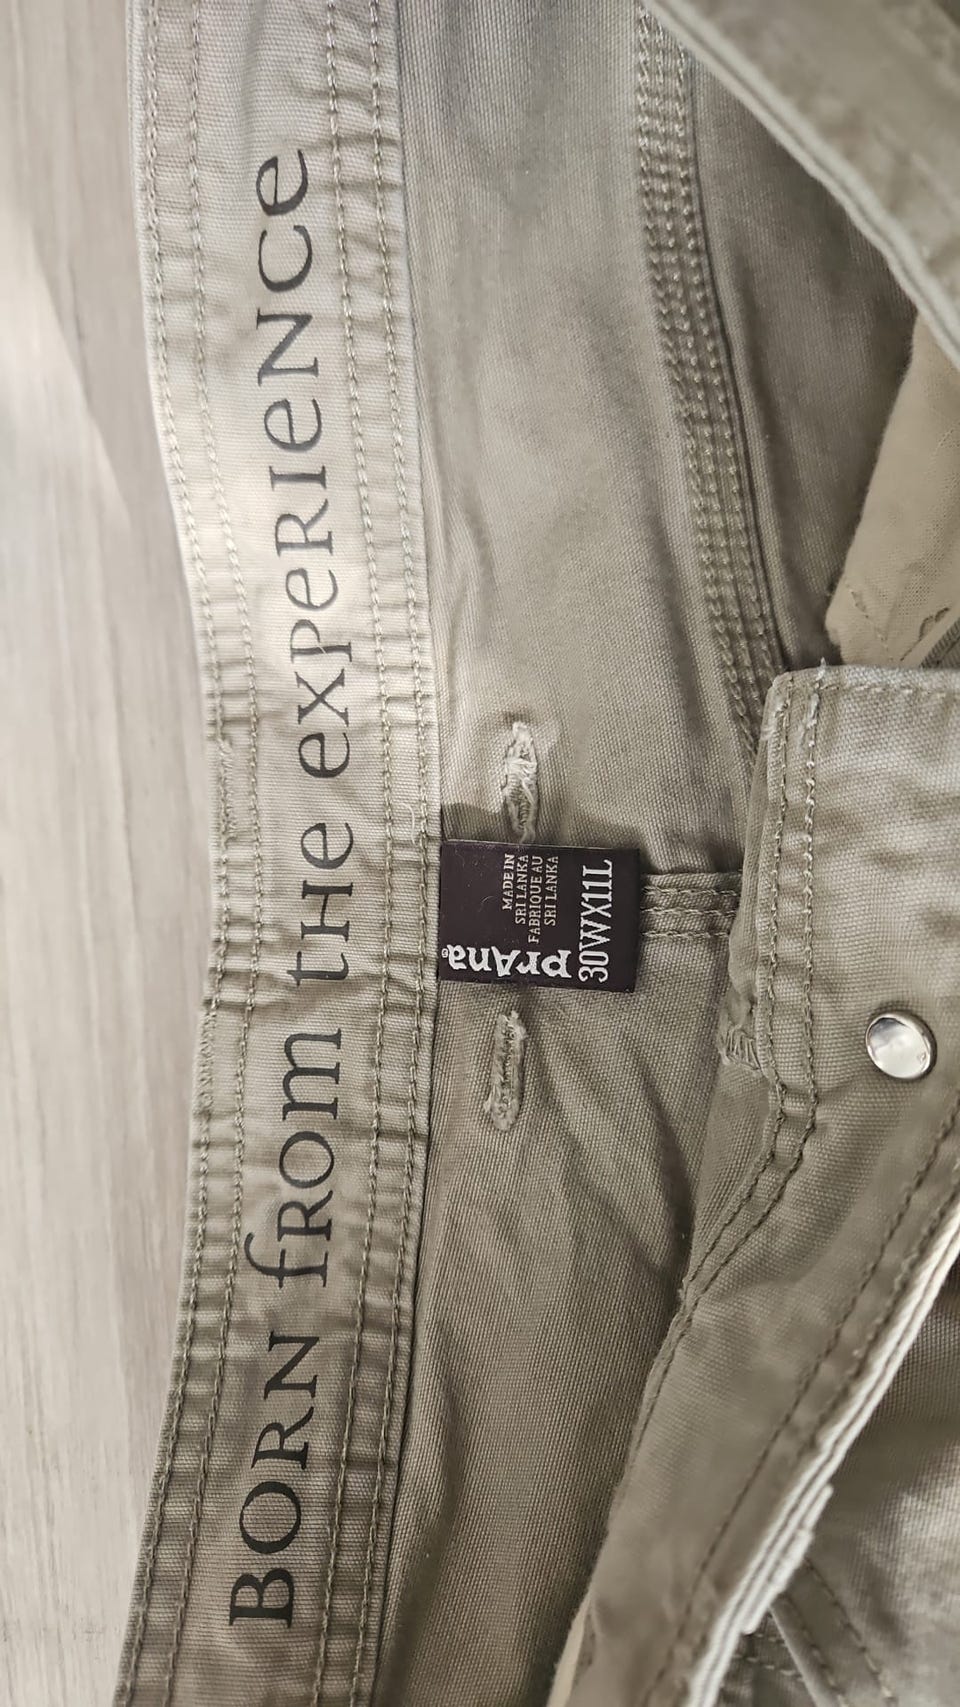 BORN from THE EXPERIENCE
prAna®
MADE IN
SRI LANKA
FABRIQUE AU
SRI LANKA
30WX11L